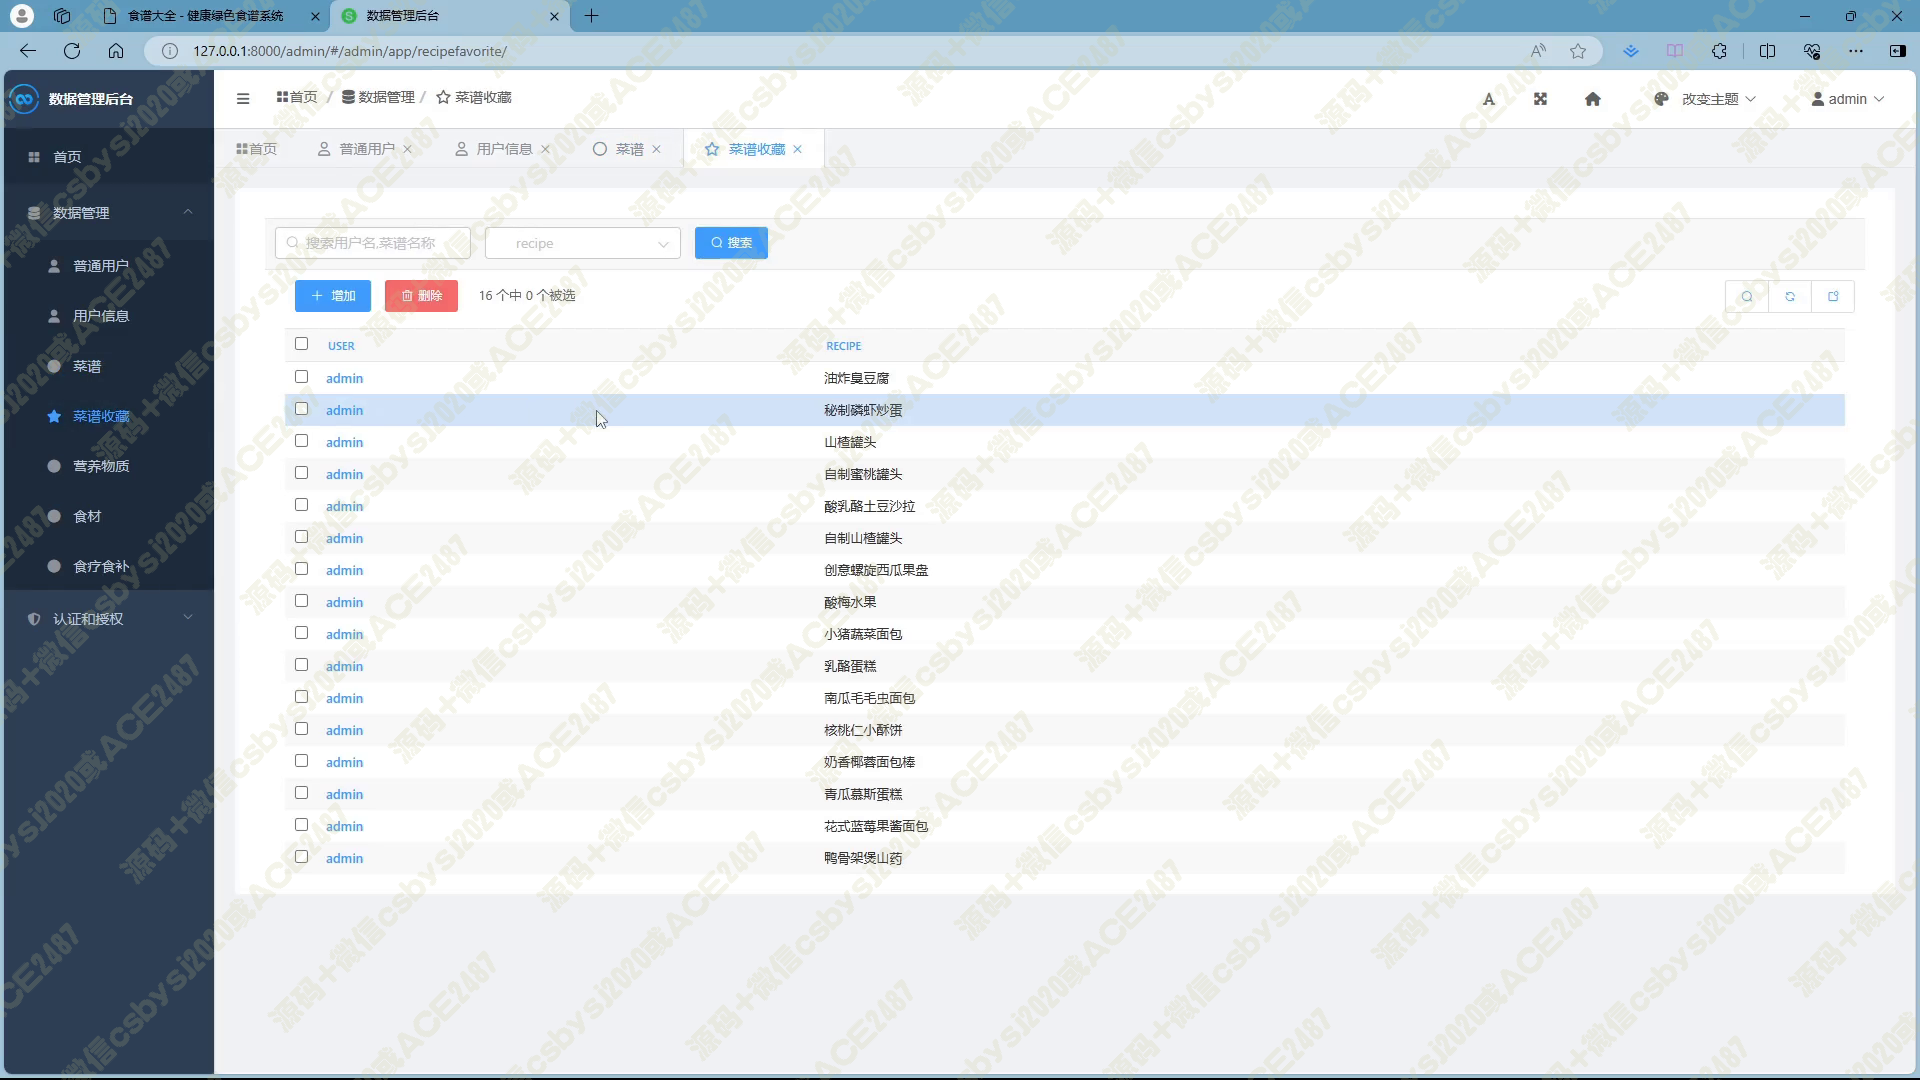 食谱大全 - 健康绿色食谱系统
数据管理后台
127.0.0.1:8000/admin/#/admin/app/recipefavorite/
数据管理后台
首页 / 数据管理 / 菜谱收藏
改变主题
admin
首页
普通用户
用户信息
菜谱
菜谱收藏
首页
数据管理
普通用户
用户信息
菜谱
菜谱收藏
营养物质
食材
食疗食补
认证和授权
搜索用户名,菜谱名称
recipe
搜索
增加
删除
16 个中 0 个被选
USER RECIPE
admin 油炸臭豆腐
admin 秘制磷虾炒蛋
admin 山楂罐头
admin 自制蜜桃罐头
admin 酸乳酪土豆沙拉
admin 自制山楂罐头
admin 创意螺旋西瓜果盘
admin 酸梅水果
admin 小猪蔬菜面包
admin 乳酪蛋糕
admin 南瓜毛毛虫面包
admin 核桃仁小酥饼
admin 奶香椰蓉面包棒
admin 青瓜慕斯蛋糕
admin 花式蓝莓果酱面包
admin 鸭骨架煲山药
源码+微信csbysj2020或ACE2487